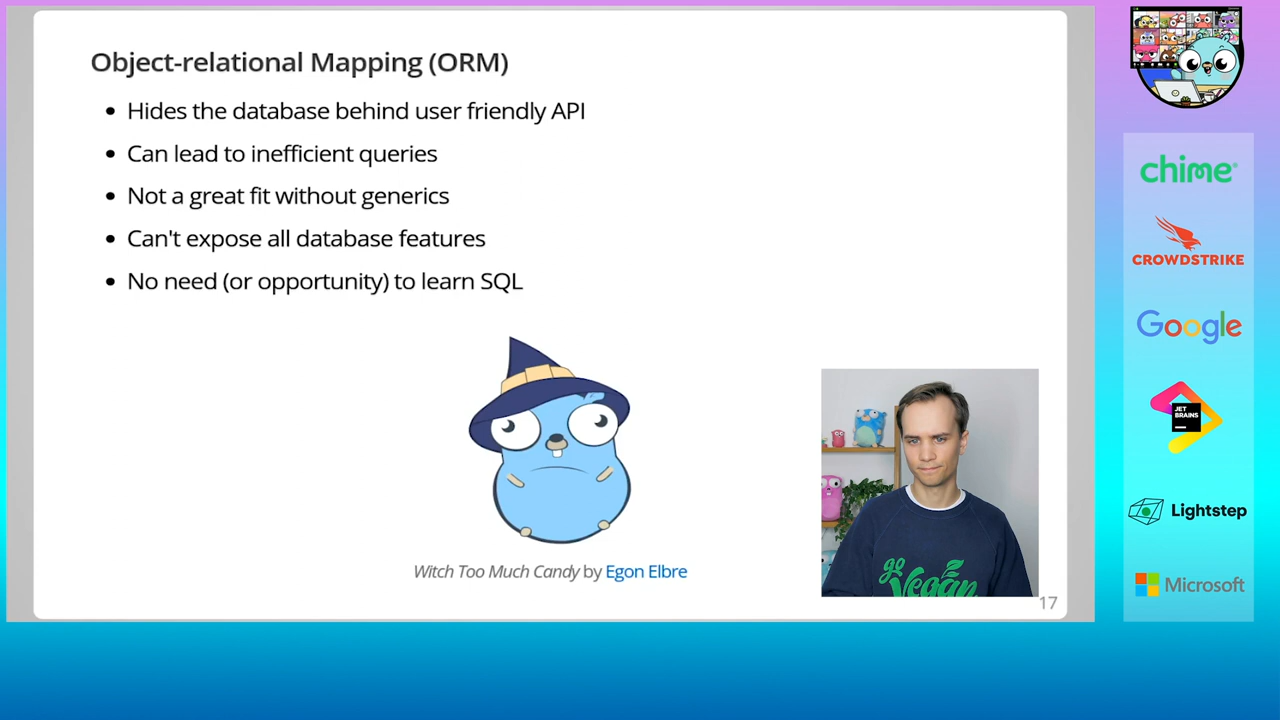 Object-relational Mapping (ORM)
• Hides the database behind user friendly API
• Can lead to inefficient queries
• Not a great fit without generics
• Can't expose all database features
• No need (or opportunity) to learn SQL
Witch Too Much Candy by Egon Elbre
go
Vegan
17
chime®
CROWDSTRIKE
Google
JET
BRAINS
Lightstep
Microsoft